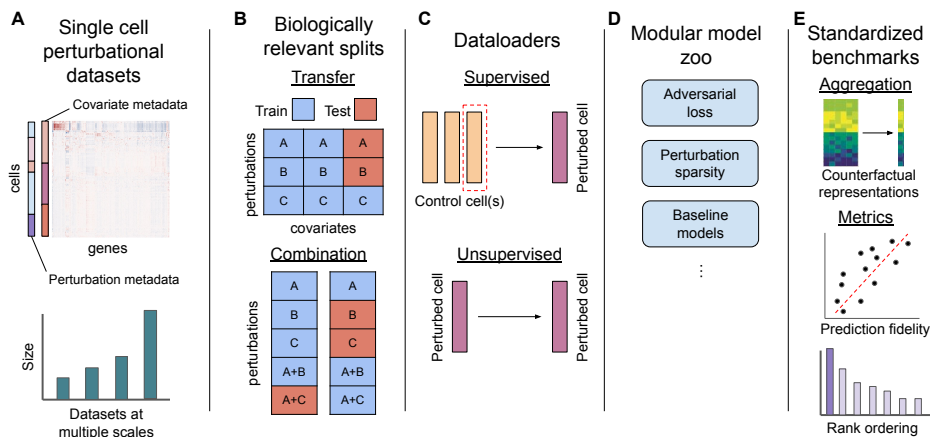 A
Single cell
perturbational
datasets
Covariate metadata
cells
genes
Perturbation metadata
Size
Datasets at
multiple scales
B
Biologically
relevant splits
Transfer
Train
Test
perturbations
A A A
B B B
C C C
covariates
Combination
perturbations
A A
B B
C C
A+B A+B
A+C A+C
C
Dataloaders
Supervised
Control cell(s)
Perturbed cell
Unsupervised
Perturbed cell
Perturbed cell
D
Modular model
zoo
Adversarial
loss
Perturbation
sparsity
Baseline
models
⋮
E
Standardized
benchmarks
Aggregation
Counterfactual
representations
Metrics
Prediction fidelity
Rank ordering